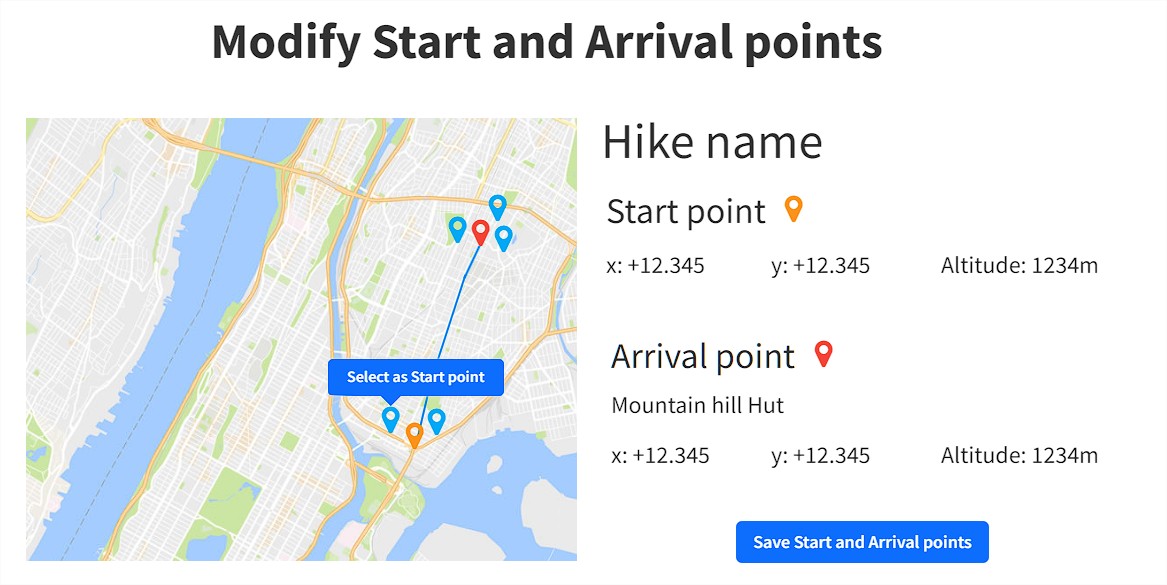 Modify Start and Arrival points
Select as Start point
Hike name
Start point
x: +12.345 y: +12.345 Altitude: 1234m
Arrival point
Mountain hill Hut
x: +12.345 y: +12.345 Altitude: 1234m
Save Start and Arrival points